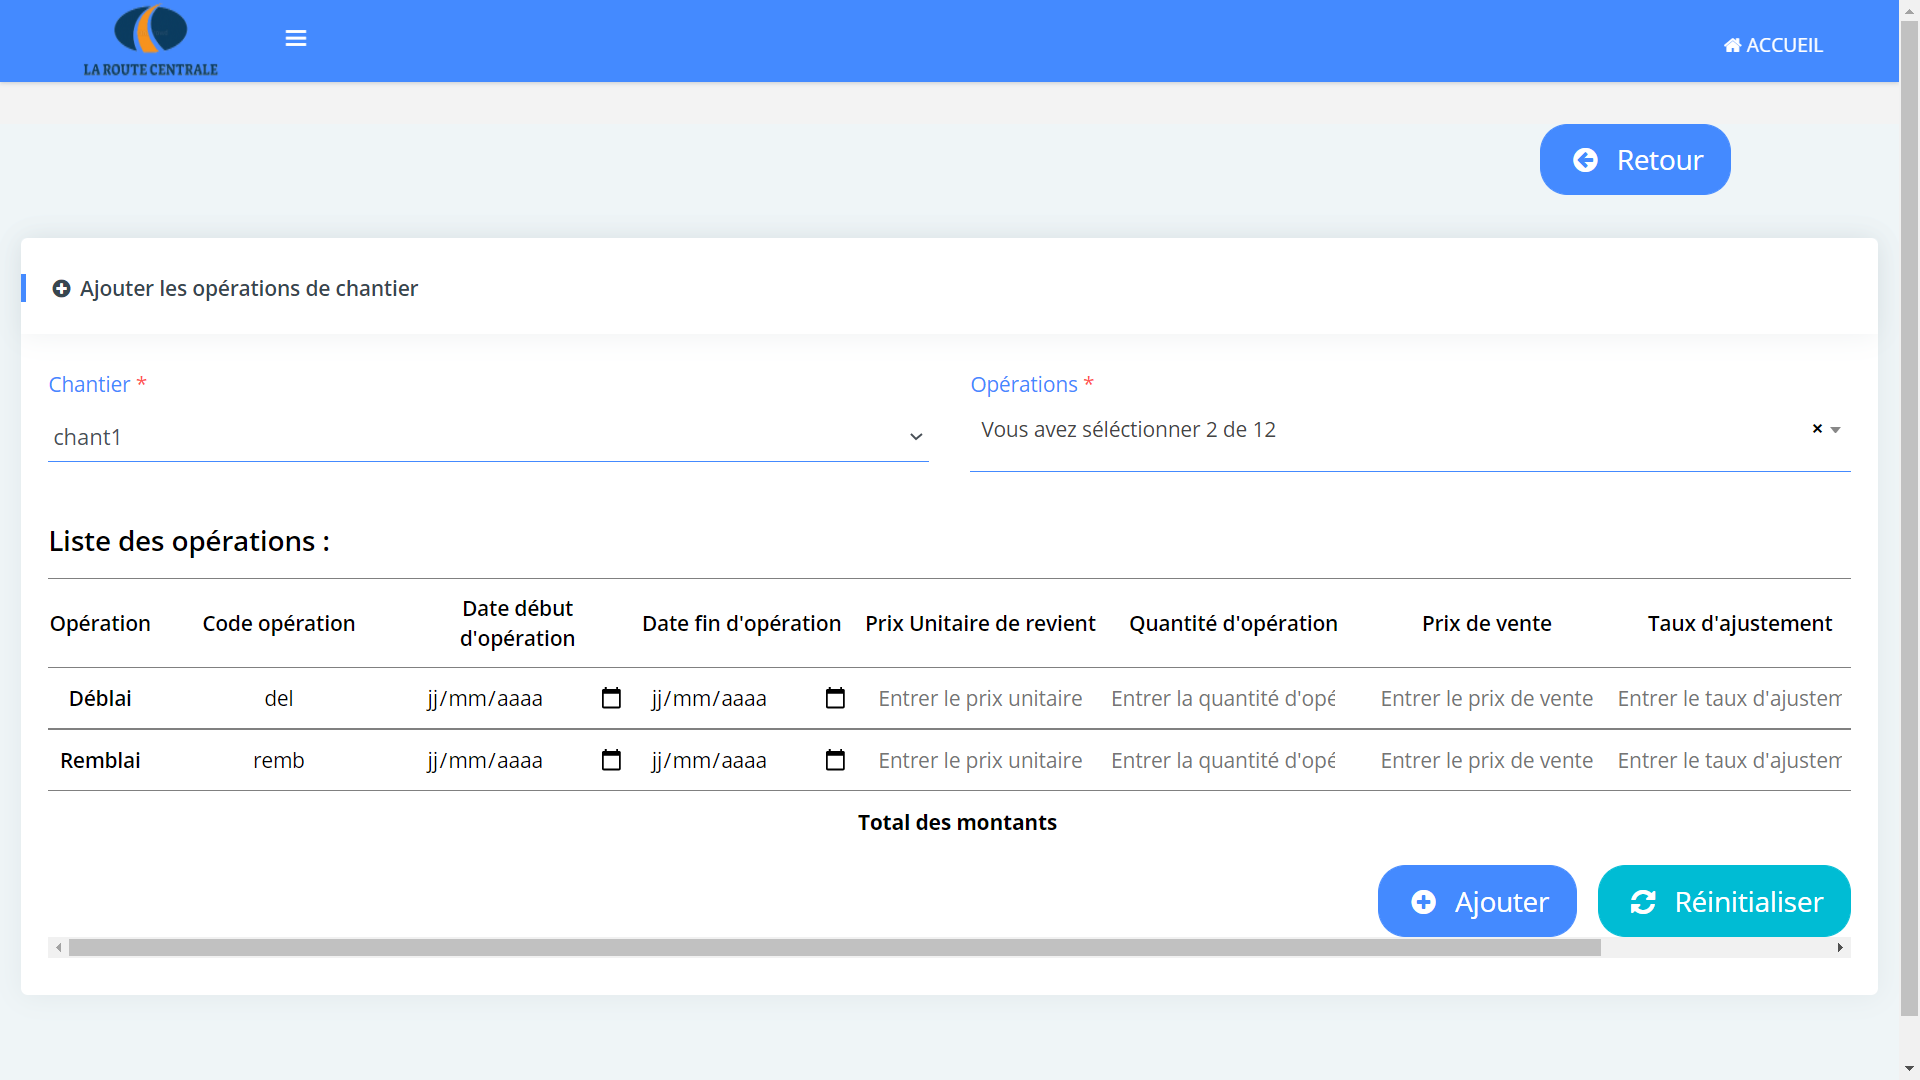 LA ROUTE CENTRALE
ACCUEIL
Retour
Ajouter les opérations de chantier
Chantier *
Opérations *
chant1
Vous avez séléctionner 2 de 12
×
Liste des opérations :
Opération Code opération Date début d'opération Date fin d'opération Prix Unitaire de revient Quantité d'opération Prix de vente Taux d'ajustement
Déblai del jj/mm/aaaa jj/mm/aaaa Entrer le prix unitaire Entrer la quantité d'opé Entrer le prix de vente Entrer le taux d'ajustem
Remblai remb jj/mm/aaaa jj/mm/aaaa Entrer le prix unitaire Entrer la quantité d'opé Entrer le prix de vente Entrer le taux d'ajustem
Total des montants
Ajouter
Réinitialiser